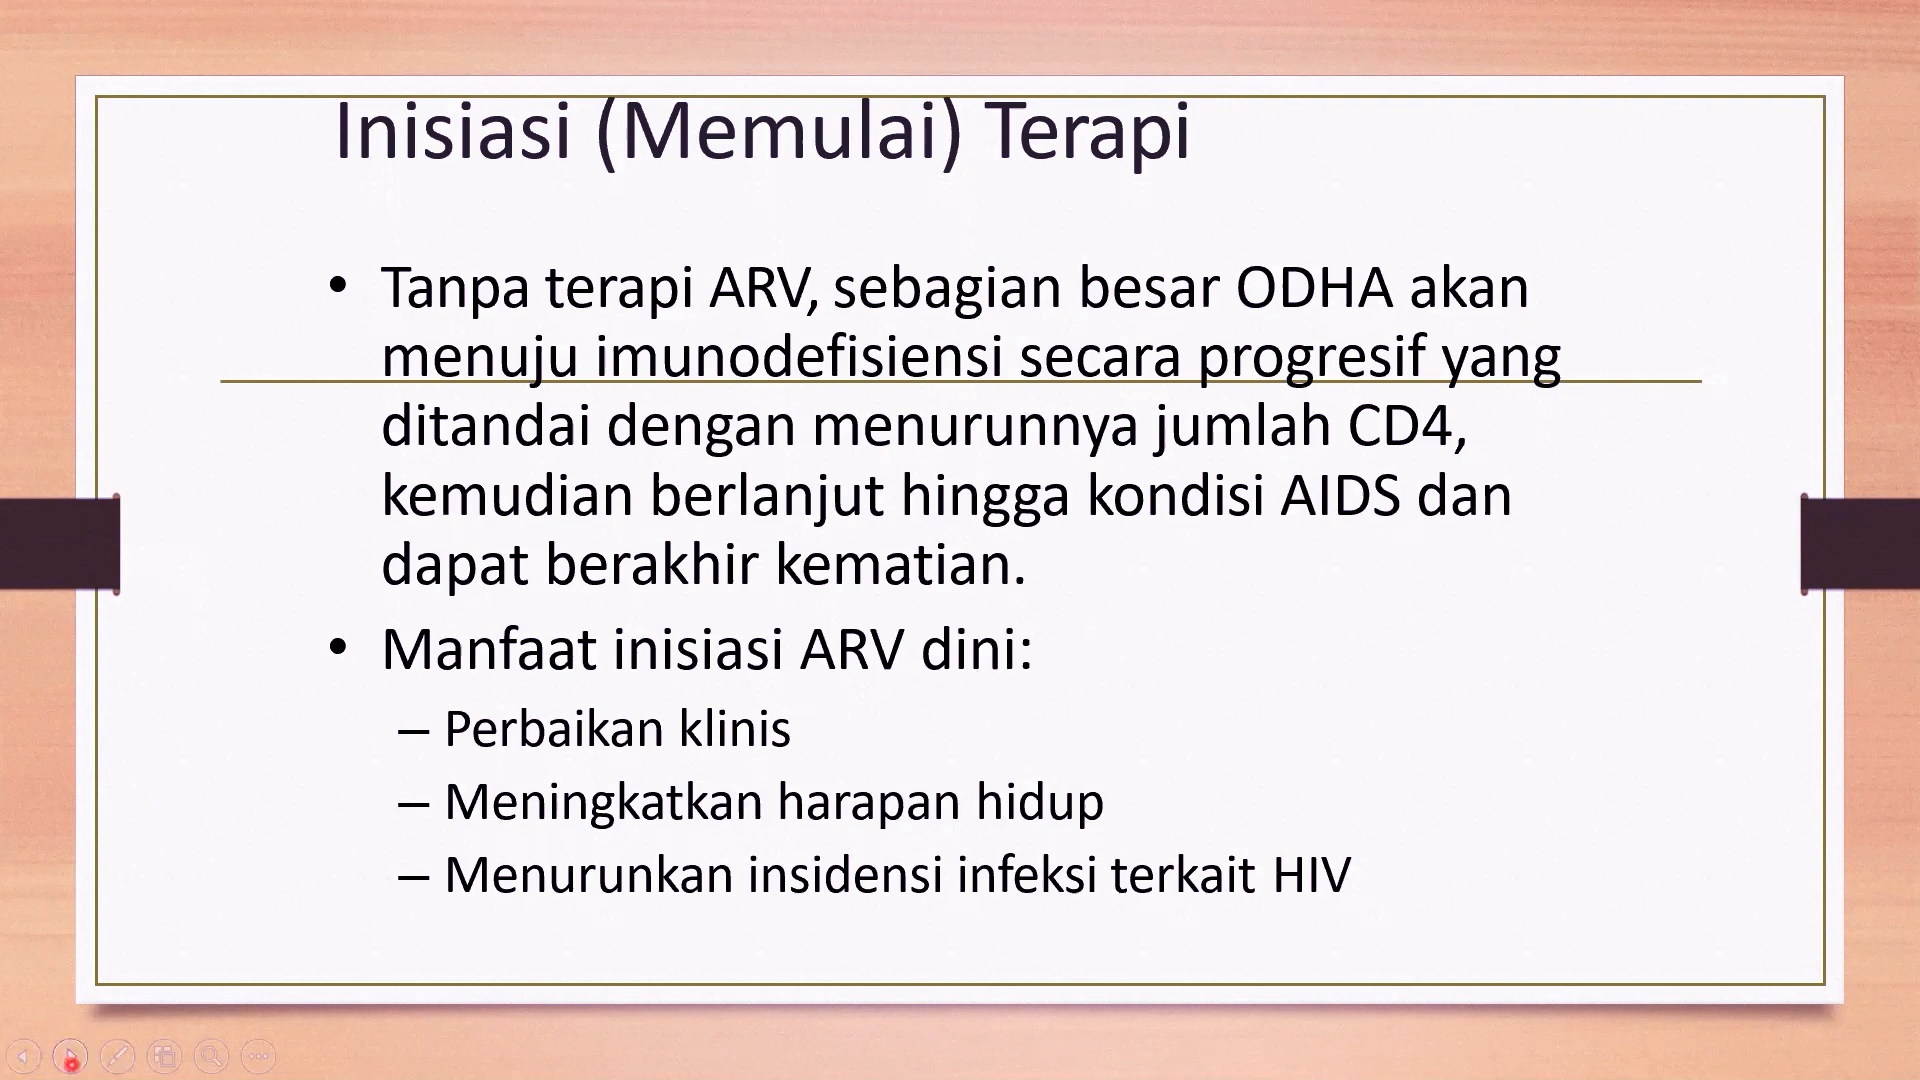 Inisiasi (Memulai) Terapi
• Tanpa terapi ARV, sebagian besar ODHA akan
menuju imunodefisiensi secara progresif yang
ditandai dengan menurunnya jumlah CD4,
kemudian berlanjut hingga kondisi AIDS dan
dapat berakhir kematian.
• Manfaat inisiasi ARV dini:
– Perbaikan klinis
– Meningkatkan harapan hidup
– Menurunkan insidensi infeksi terkait HIV